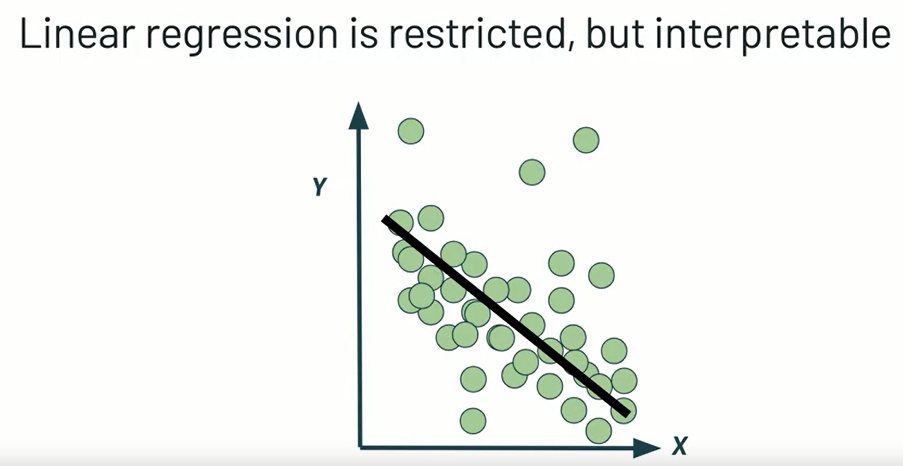 Linear regression is restricted, but interpretable
Y
X